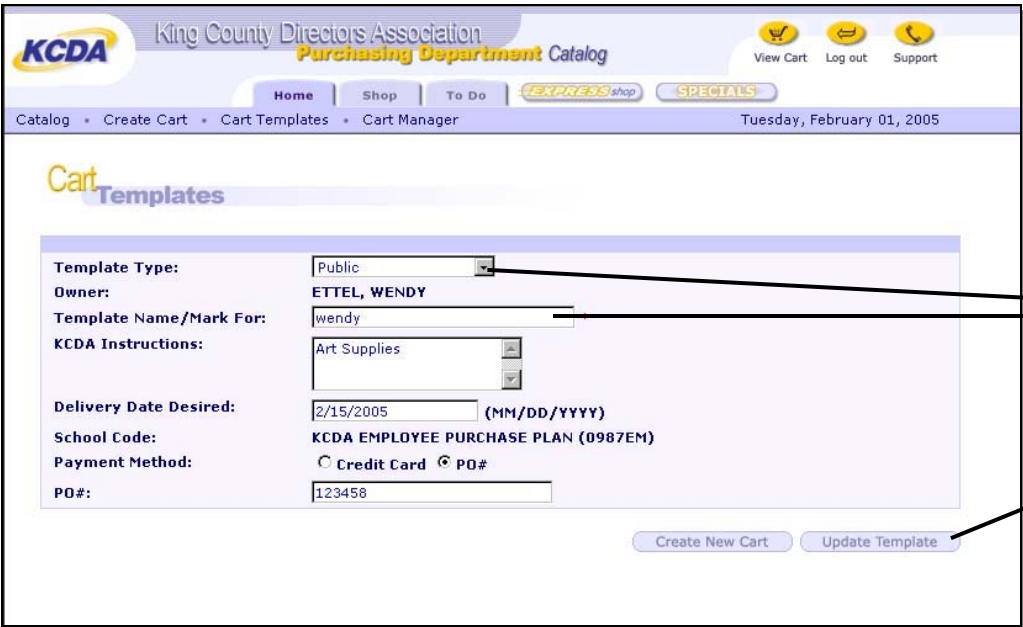 KCDA
King County Directors Association
Purchasing Department Catalog
View Cart Log out Support
Home Shop To Do EXPRESS shop SPECIALS
Catalog • Create Cart • Cart Templates • Cart Manager Tuesday, February 01, 2005
Cart
Templates
Template Type: Public
Owner: ETTEL, WENDY
Template Name/Mark For: wendy
KCDA Instructions: Art Supplies
Delivery Date Desired: 2/15/2005 (MM/DD/YYYY)
School Code: KCDA EMPLOYEE PURCHASE PLAN (0987EM)
Payment Method: Credit Card PO#
PO#: 123458
Create New Cart Update Template